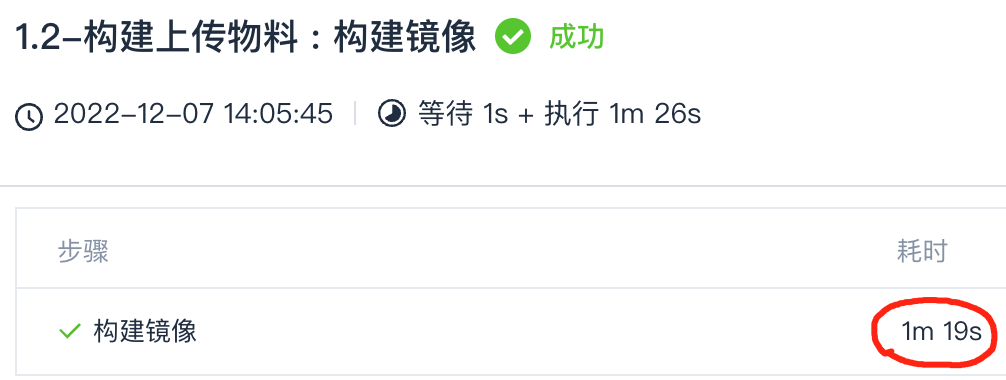 1.2-构建上传物料：构建镜像 成功
2022-12-07 14:05:45 等待 1s + 执行 1m 26s
步骤 耗时
构建镜像 1m 19s